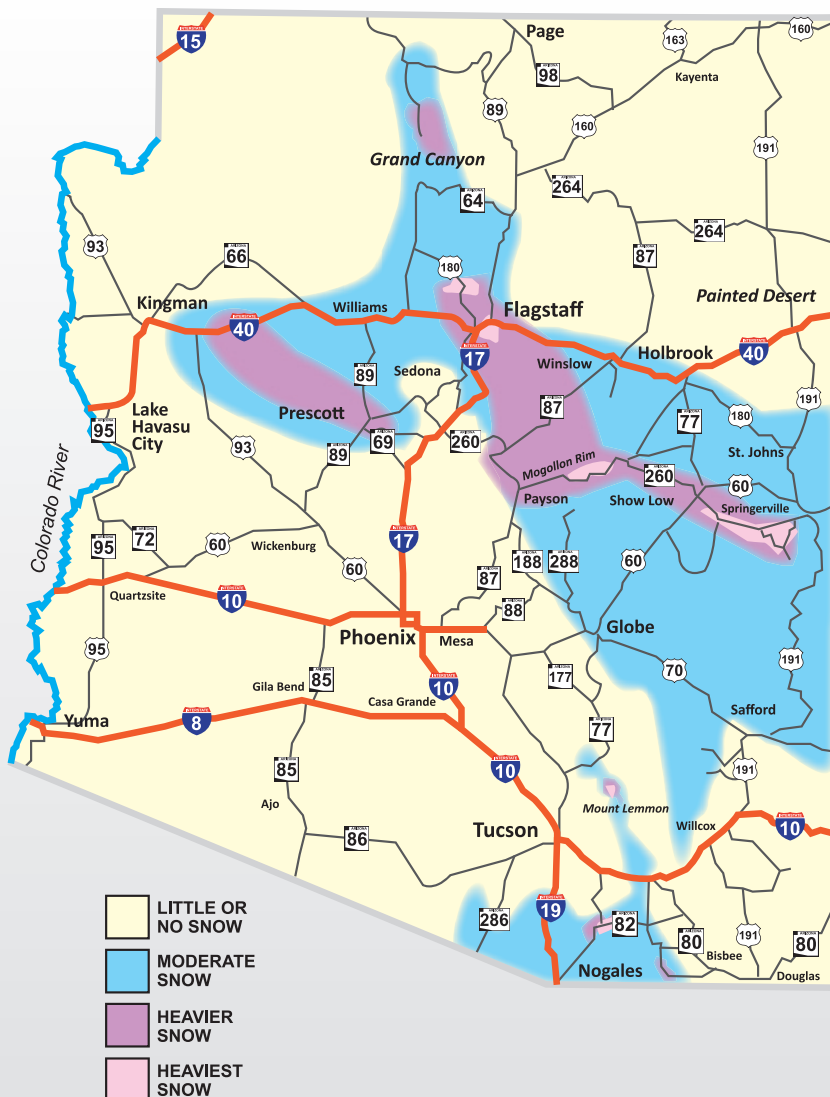 15
Page
163
160
98
Kayenta
89
160
191
Grand Canyon
264
64
264
93
66
87
180
Painted Desert
Kingman
Williams
Flagstaff
40
17
Winslow
Holbrook
40
Sedona
89
191
Lake
Havasu
City
95
Prescott
87
77
180
93
89
69
260
St. Johns
Mogollon Rim
260
60
Colorado River
Payson
Show Low
Springerville
95
72
60
Wickenburg
17
60
188
288
60
87
Quartzsite
10
88
Phoenix
Mesa
Globe
95
85
10
177
70
191
Gila Bend
Casa Grande
Yuma
8
77
Safford
85
10
191
Ajo
Mount Lemmon
86
Tucson
Willcox
10
LITTLE OR
NO SNOW
286
19
82
80
191
80
MODERATE
SNOW
Nogales
Bisbee
Douglas
HEAVIER
SNOW
HEAVIEST
SNOW